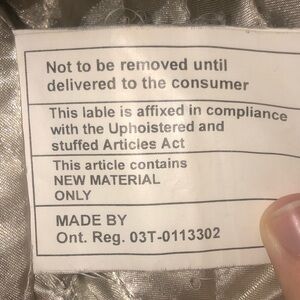 Not to be removed until
delivered to the consumer
This lable is affixed in compliance
with the Uphoistered and
stuffed Articles Act
This article contains
NEW MATERIAL
ONLY
MADE BY
Ont. Reg. 03T-0113302